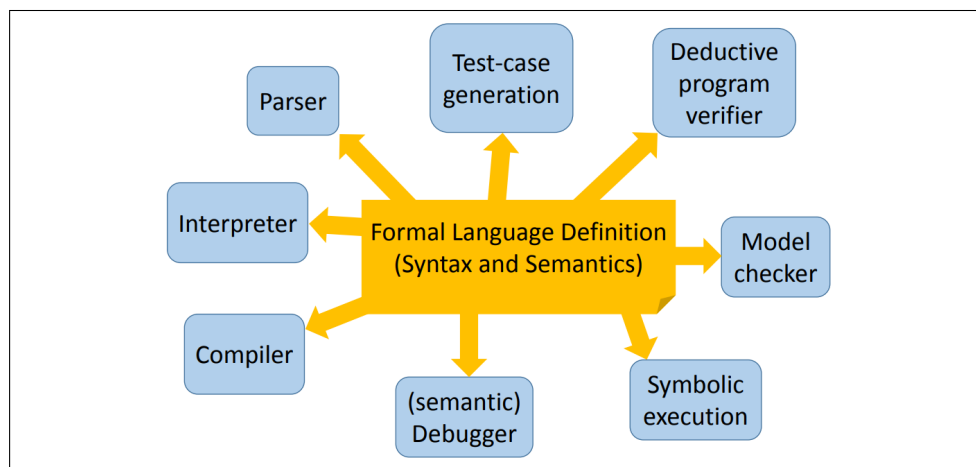 Parser
Test-case
generation
Deductive
program
verifier
Interpreter
Formal Language Definition
(Syntax and Semantics)
Model
checker
Compiler
(semantic)
Debugger
Symbolic
execution